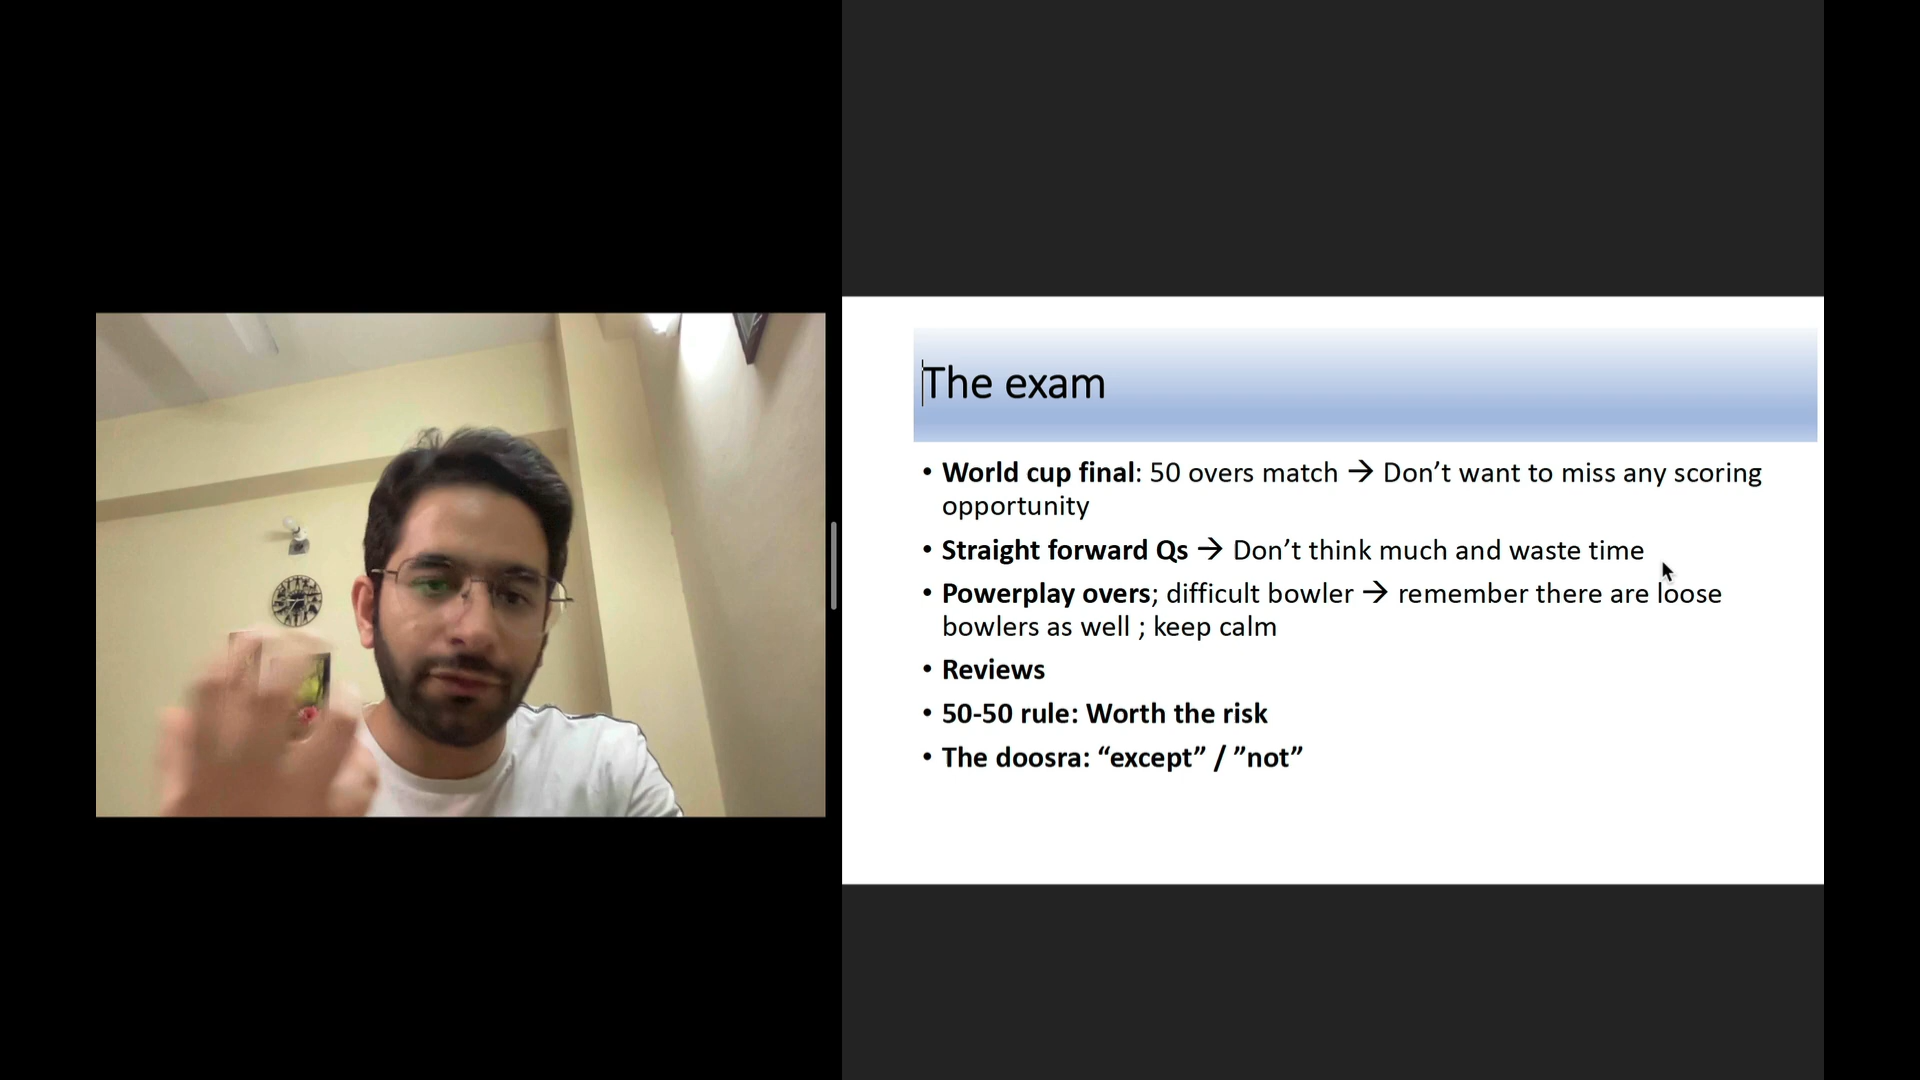 The exam
• World cup final: 50 overs match → Don’t want to miss any scoring
opportunity
• Straight forward Qs → Don’t think much and waste time
• Powerplay overs; difficult bowler → remember there are loose
bowlers as well ; keep calm
• Reviews
• 50-50 rule: Worth the risk
• The doosra: “except” / ”not”